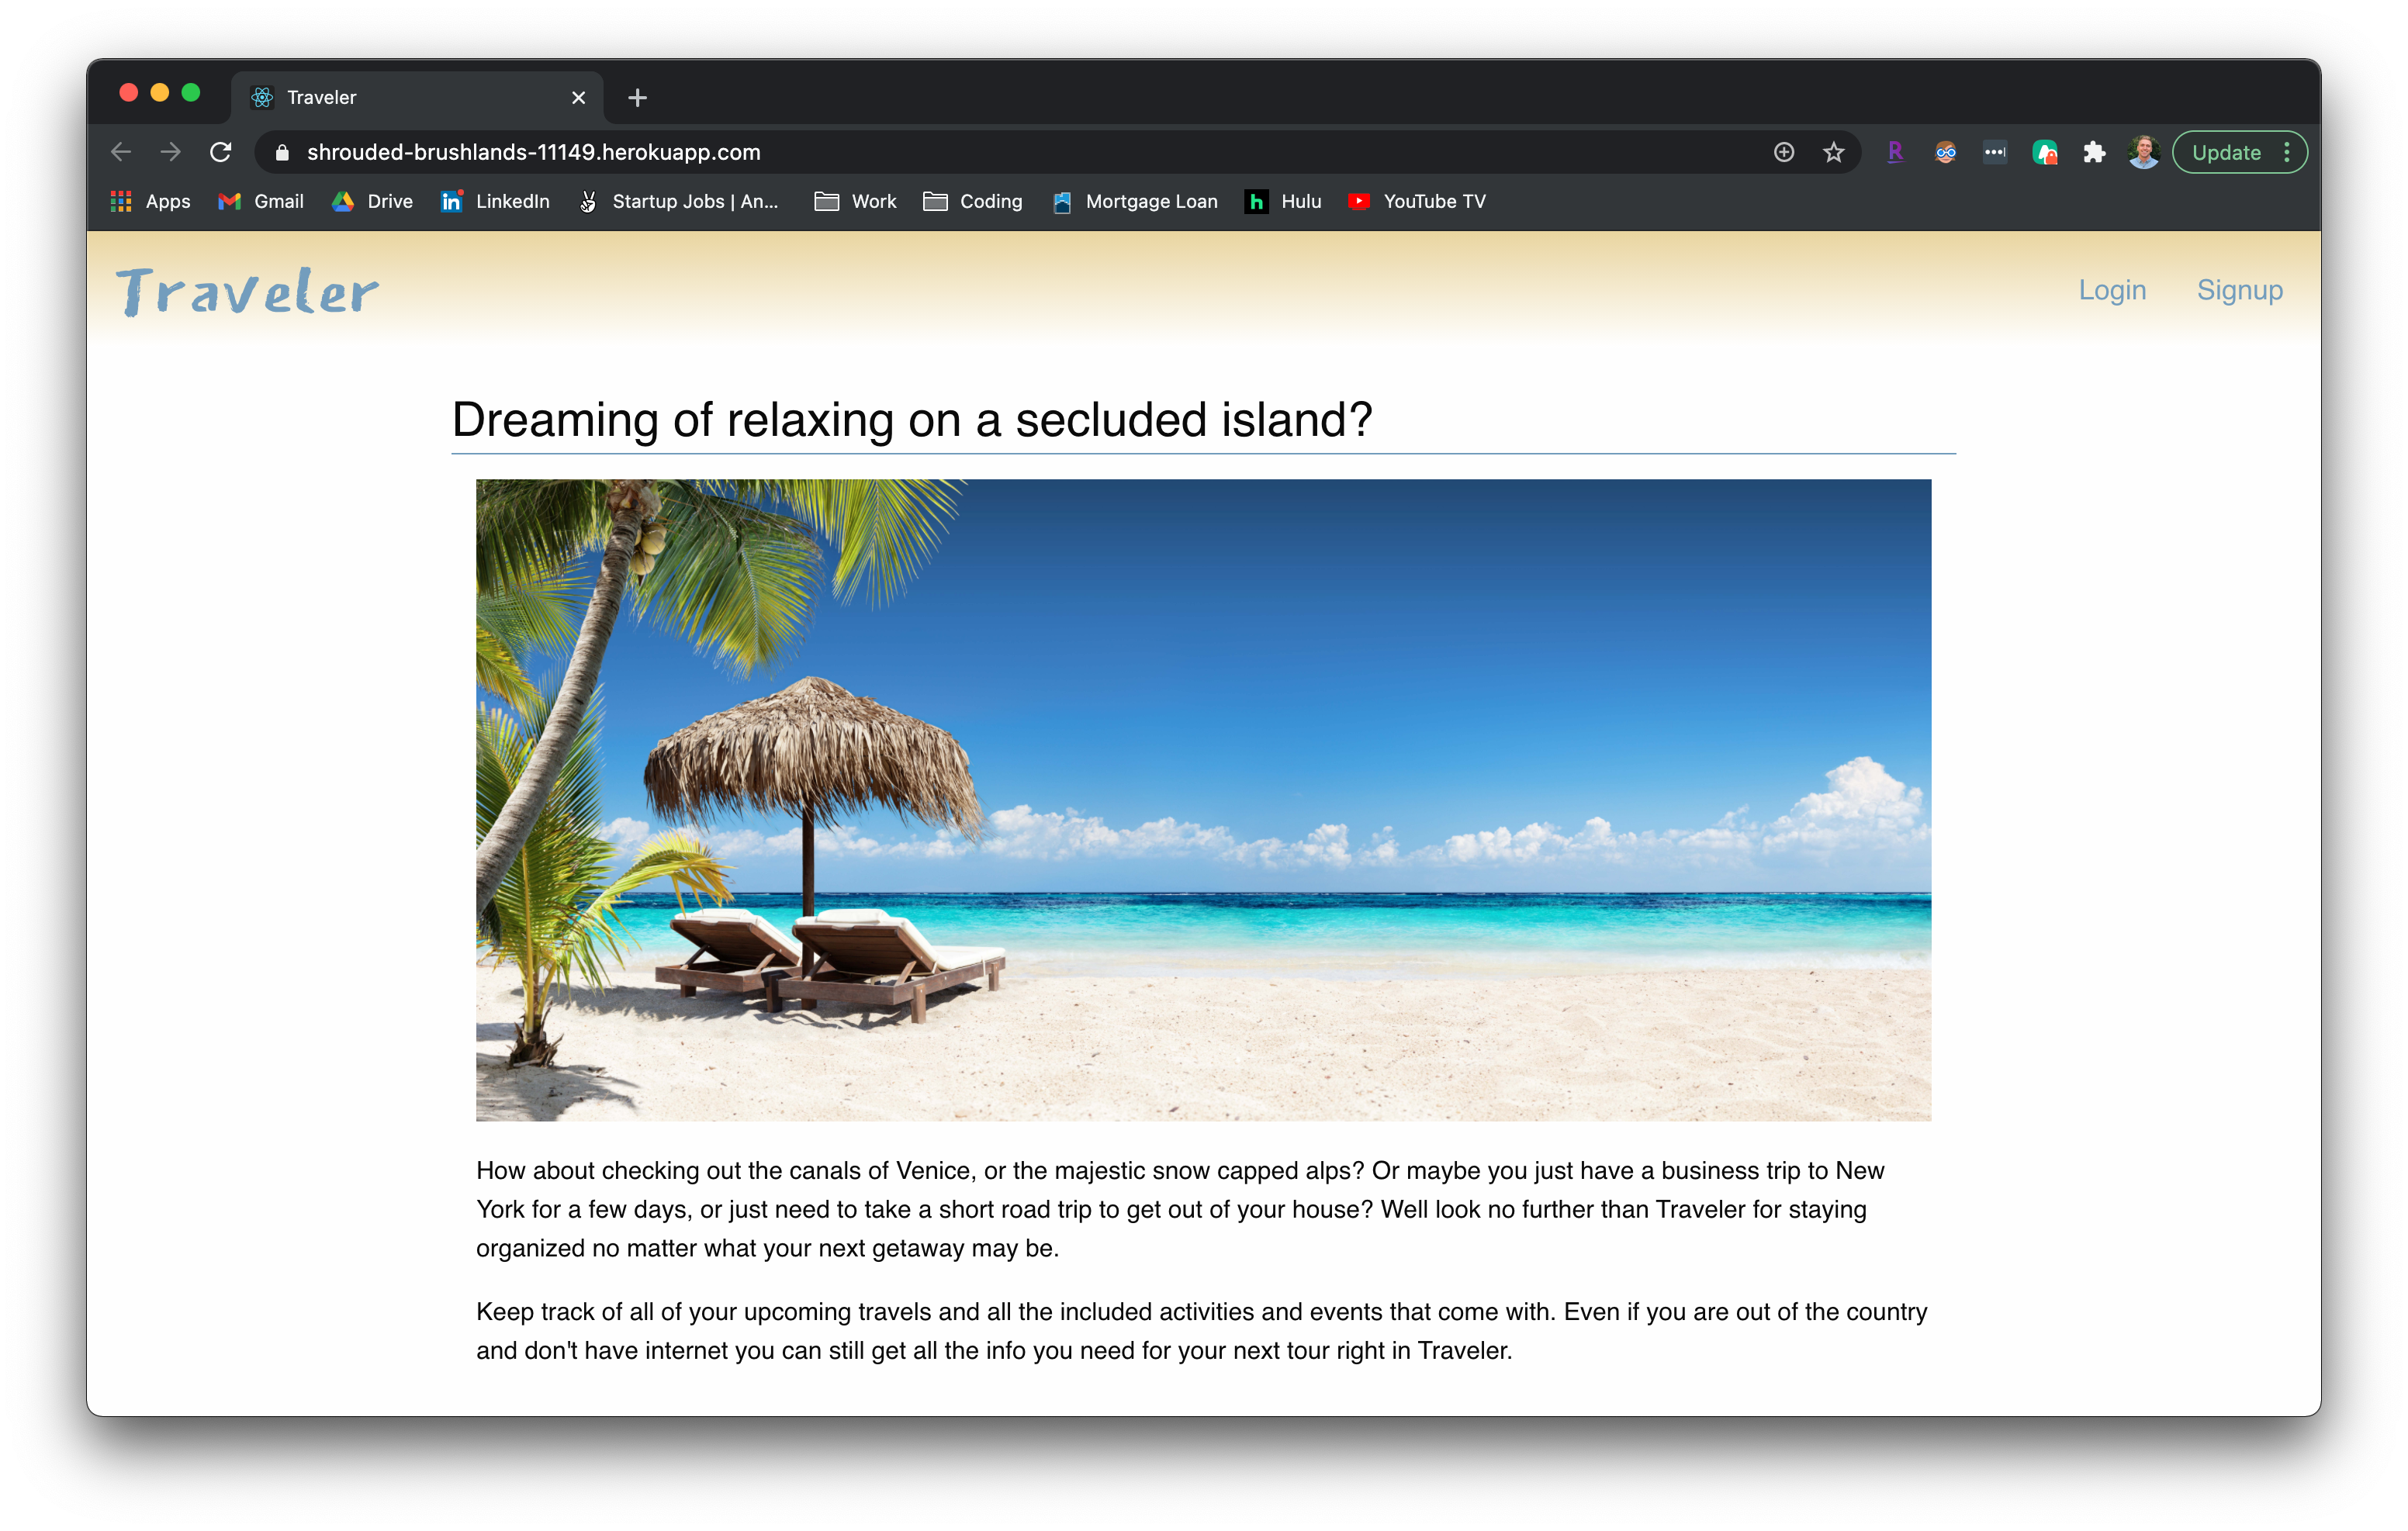 Traveler
shrouded-brushlands-11149.herokuapp.com
Update
Apps Gmail Drive LinkedIn Startup Jobs | An... Work Coding Mortgage Loan Hulu YouTube TV
Traveler Login Signup
Dreaming of relaxing on a secluded island?
How about checking out the canals of Venice, or the majestic snow capped alps? Or maybe you just have a business trip to New
York for a few days, or just need to take a short road trip to get out of your house? Well look no further than Traveler for staying
organized no matter what your next getaway may be.
Keep track of all of your upcoming travels and all the included activities and events that come with. Even if you are out of the country
and don't have internet you can still get all the info you need for your next tour right in Traveler.